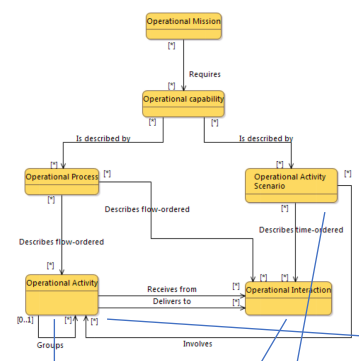 Operational Mission
[*]
Requires
[*]
Operational capability
[*]
[*]
Is described by
Is described by
[*]
[*]
Operational Process
[*]
Operational Activity
Scenario
[*]
[*]
[*]
Describes flow-ordered
Describes time-ordered
Describes flow-ordered
[*]
[*]
[*]
Operational Activity
Receives from
[*]
Operational Interaction
Delivers to
[*]
[0..1]
[*]
[*]
Groups
Involves